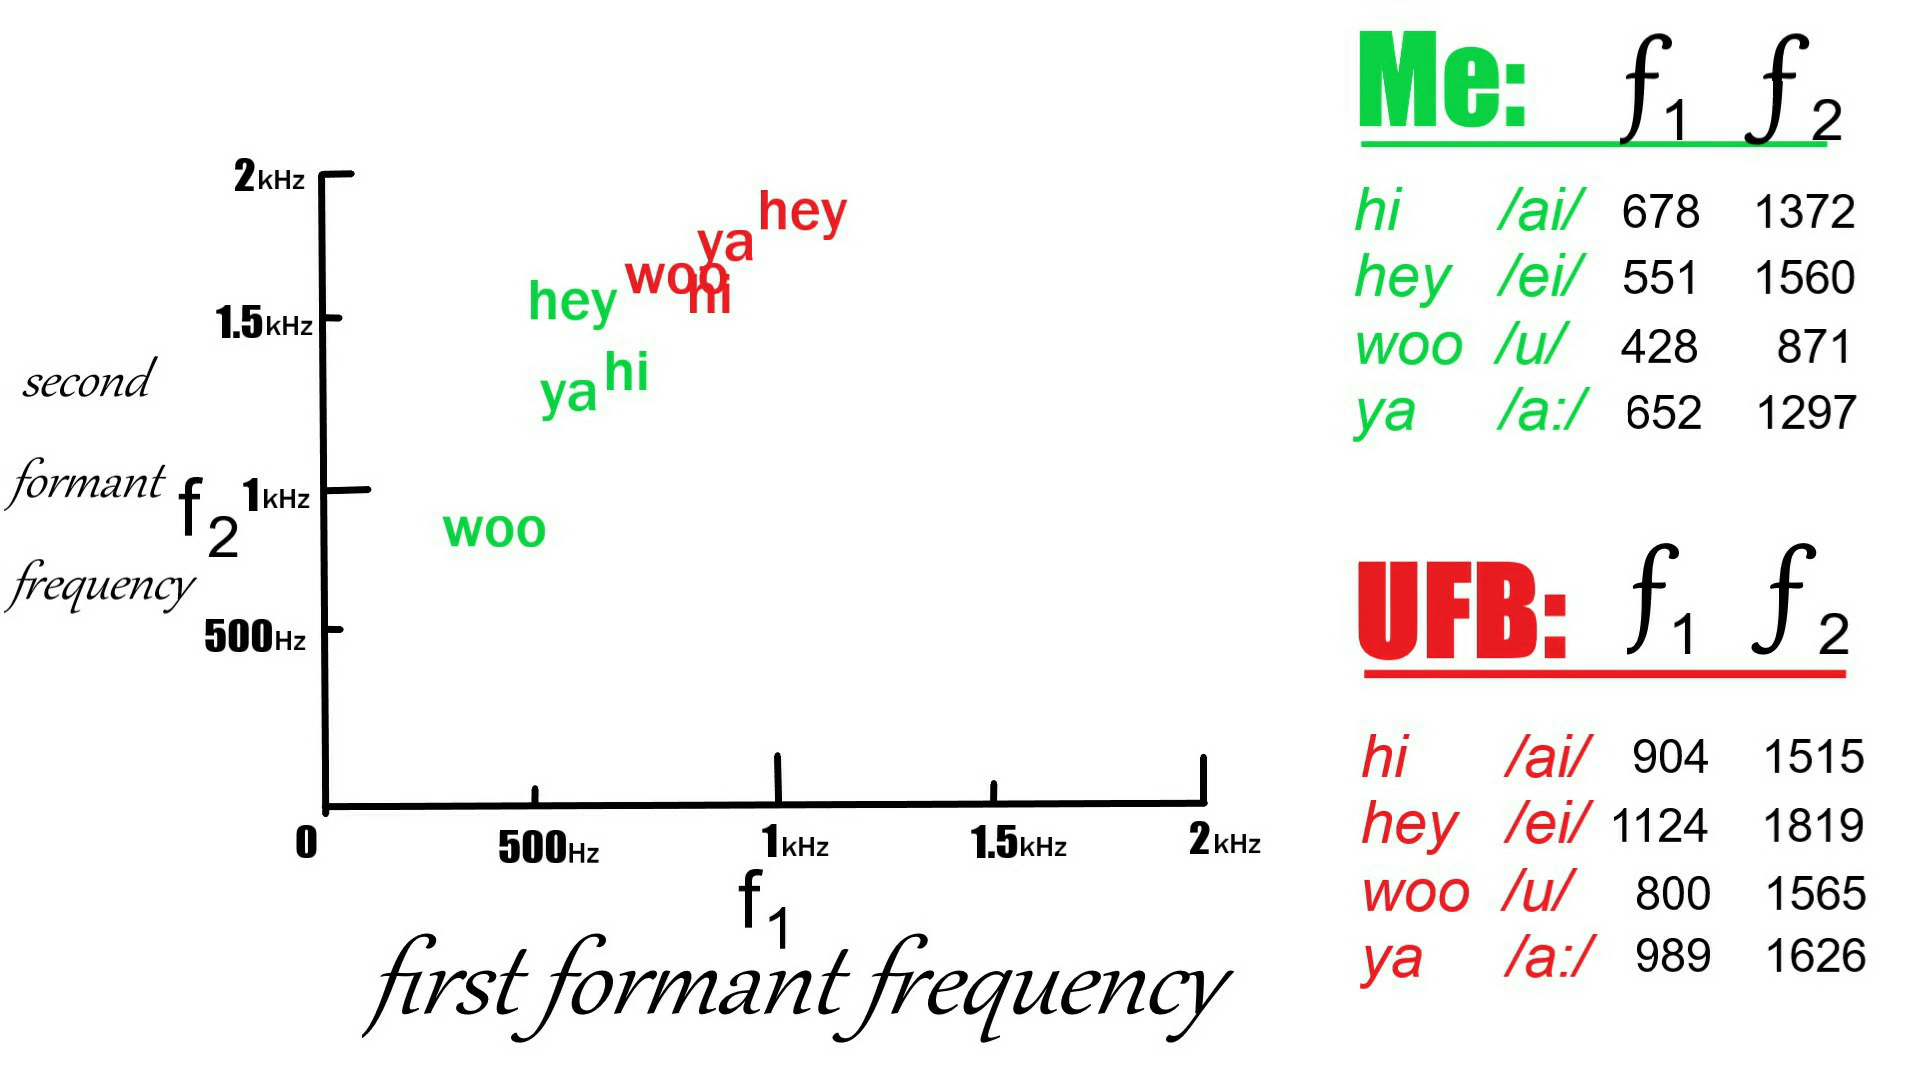 Me: f1 f2
hi /ai/ 678 1372
hey /ei/ 551 1560
woo /u/ 428 871
ya /a:/ 652 1297
UFB: f1 f2
hi /ai/ 904 1515
hey /ei/ 1124 1819
woo /u/ 800 1565
ya /a:/ 989 1626
2kHz
1.5kHz
1kHz
500Hz
second
formant
frequency
f2
hey
ya
woo
hi
hey
hi
ya
woo
0 500Hz 1kHz 1.5kHz 2kHz
f1
first formant frequency